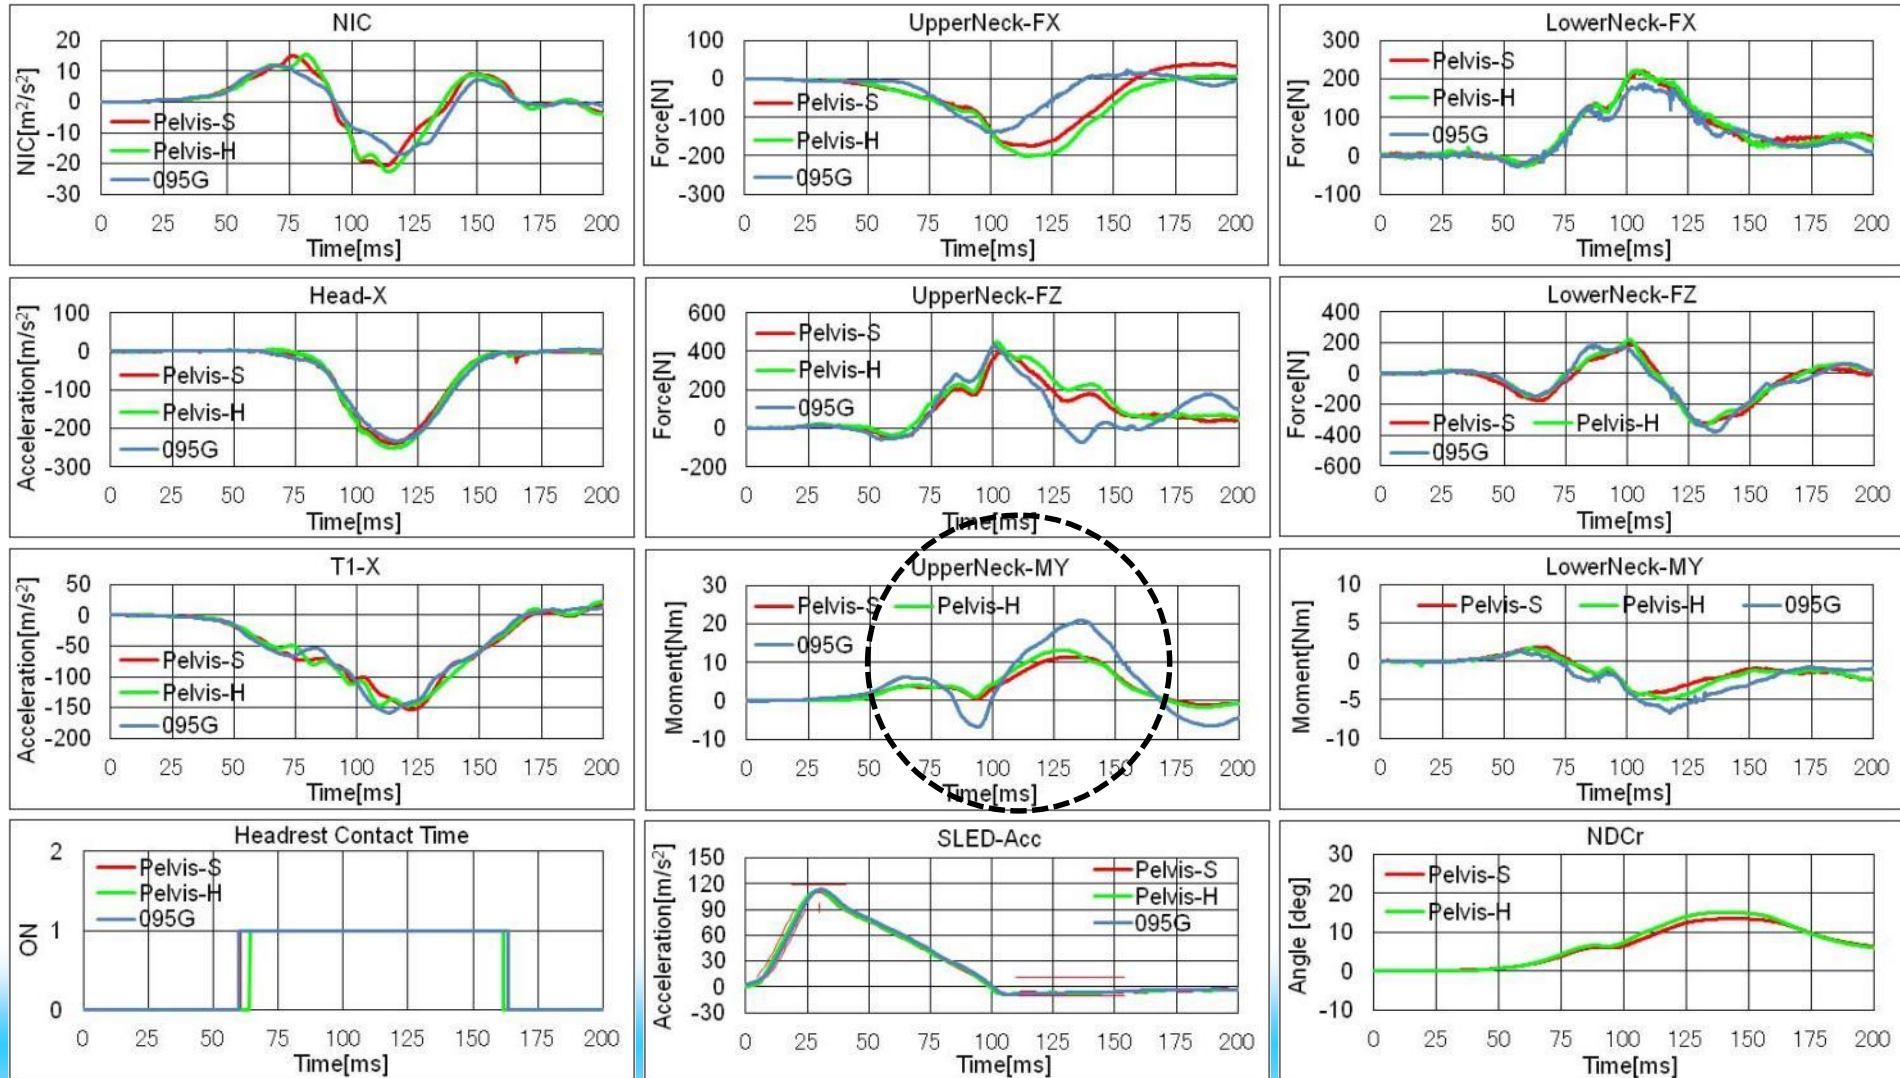 NIC
NIC[m²/s²]
20
10
0
-10
-20
-30
Pelvis-S
Pelvis-H
095G
0 25 50 75 100 125 150 175 200
Time[ms]
UpperNeck-FX
Force[N]
100
0
-100
-200
-300
Pelvis-S
Pelvis-H
095G
0 25 50 75 100 125 150 175 200
Time[ms]
LowerNeck-FX
Force[N]
300
200
100
0
-100
Pelvis-S
Pelvis-H
095G
0 25 50 75 100 125 150 175 200
Time[ms]
Head-X
Acceleration[m/s²]
100
0
-100
-200
-300
Pelvis-S
Pelvis-H
095G
0 25 50 75 100 125 150 175 200
Time[ms]
UpperNeck-FZ
Force[N]
600
400
200
0
-200
Pelvis-S
Pelvis-H
095G
0 25 50 75 100 125 150 175 200
Time[ms]
LowerNeck-FZ
Force[N]
400
200
0
-200
-400
-600
Pelvis-S Pelvis-H
095G
0 25 50 75 100 125 150 175 200
Time[ms]
T1-X
Acceleration[m/s²]
50
0
-50
-100
-150
-200
Pelvis-S
Pelvis-H
095G
0 25 50 75 100 125 150 175 200
Time[ms]
UpperNeck-MY
Moment[Nm]
30
20
10
0
-10
Pelvis-S Pelvis-H
095G
0 25 50 75 100 125 150 175 200
Time[ms]
LowerNeck-MY
Moment[Nm]
10
5
0
-5
-10
Pelvis-S Pelvis-H 095G
0 25 50 75 100 125 150 175 200
Time[ms]
Headrest Contact Time
ON
2
1
0
Pelvis-S
Pelvis-H
095G
0 25 50 75 100 125 150 175 200
Time[ms]
SLED-Acc
Acceleration[m/s²]
150
120
90
60
30
0
-30
Pelvis-S
Pelvis-H
095G
0 25 50 75 100 125 150 175 200
Time[ms]
NDCr
Angle [deg]
30
20
10
0
-10
Pelvis-S
Pelvis-H
0 25 50 75 100 125 150 175 200
Time[ms]